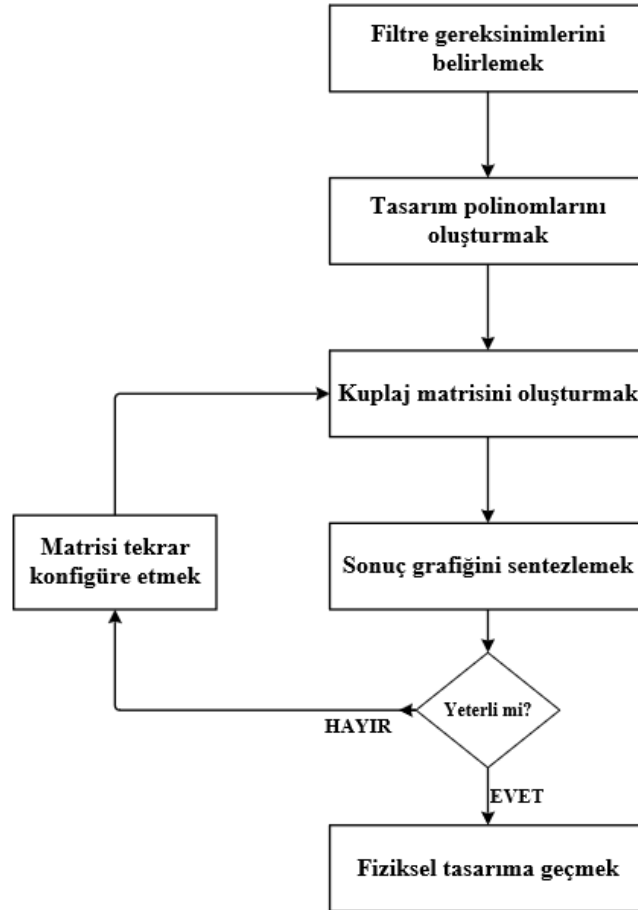 Filtre gereksinimlerini
belirlemek
Tasarım polinomlarını
oluşturmak
Kuplaj matrisini oluşturmak
Matrisi tekrar
konfigüre etmek
Sonuç grafiğini sentezlemek
Yeterli mi?
HAYIR
EVET
Fiziksel tasarıma geçmek